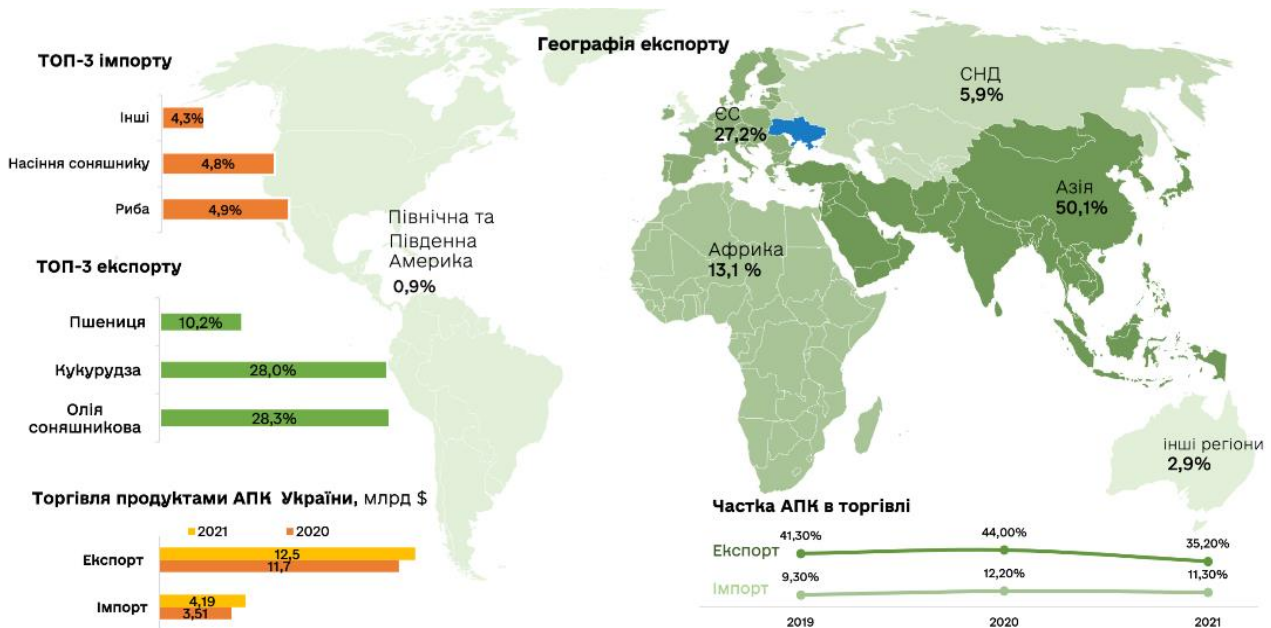 ТОП-3 імпорту
Інші
4,3%
Насіння соняшнику
4,8%
Риба
4,9%
ТОП-3 експорту
Пшениця
10,2%
Кукурудза
28,0%
Олія
соняшникова
28,3%
Торгівля продуктами АПК України, млрд $
2021
2020
Експорт
12,5
11,7
Імпорт
4,19
3,51
Географія експорту
Північна та
Південна
Америка
0,9%
ЄС
27,2%
СНД
5,9%
Азія
50,1%
Африка
13,1 %
інші регіони
2,9%
Частка АПК в торгівлі
Експорт
41,30%
44,00%
35,20%
Імпорт
9,30%
12,20%
11,30%
2019
2020
2021